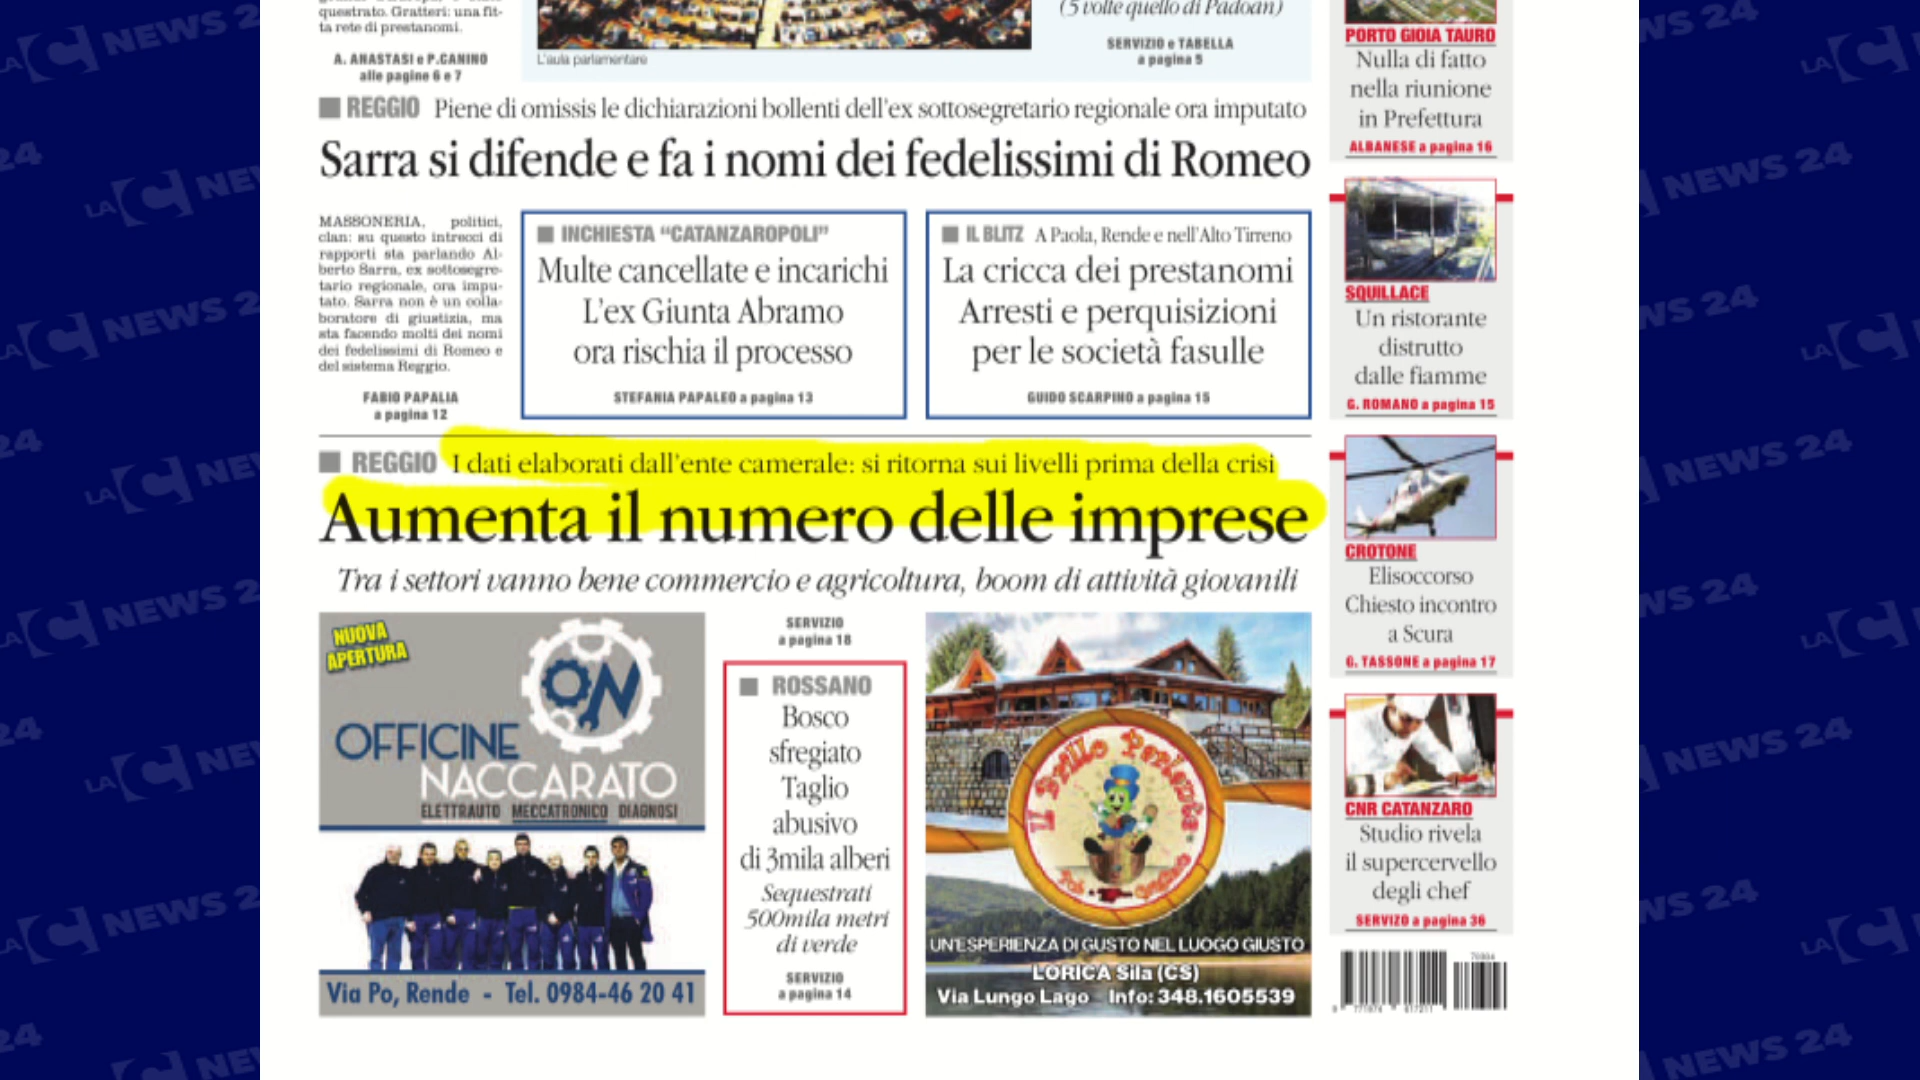 questrato. Gratteri: una fit-
ta rete di prestanomi.
A. ANASTASI e P.CANINO
alle pagine 6 e 7
L'aula parlamentare
(5 volte quello di Padoan)
SERVIZIO e TABELLA
a pagina 5
REGGIO Piene di omissis le dichiarazioni bollenti dell'ex sottosegretario regionale ora imputato
Sarra si difende e fa i nomi dei fedelissimi di Romeo
MASSONERIA, politici,
clan: su questo intrecci di
rapporti sta parlando Al-
berto Sarra, ex sottosegre-
tario regionale, ora impu-
tato. Sarra non è un colla-
boratore di giustizia, ma
sta facendo molti dei nomi
dei fedelissimi di Romeo e
del sistema Reggio.
FABIO PAPALIA
a pagina 12
INCHIESTA “CATANZAROPOLI”
Multe cancellate e incarichi
L'ex Giunta Abramo
ora rischia il processo
STEFANIA PAPALEO a pagina 13
IL BLITZ A Paola, Rende e nell'Alto Tirreno
La cricca dei prestanomi
Arresti e perquisizioni
per le società fasulle
GUIDO SCARPINO a pagina 15
REGGIO I dati elaborati dall'ente camerale: si ritorna sui livelli prima della crisi
Aumenta il numero delle imprese
Tra i settori vanno bene commercio e agricoltura, boom di attività giovanili
SERVIZIO
a pagina 18
NUOVA
APERTURA
ON
OFFICINE
NACCARATO
ELETTRAUTO MECCATRONICO DIAGNOSI
Via Po, Rende - Tel. 0984-46 20 41
ROSSANO
Bosco
sfregiato
Taglio
abusivo
di 3mila alberi
Sequestrati
500mila metri
di verde
SERVIZIO
a pagina 14
Il Brillo Parlante
UN'ESPERIENZA DI GUSTO NEL LUOGO GIUSTO
LORICA Sila (CS)
Via Lungo Lago Info: 348.1605539
PORTO GIOIA TAURO
Nulla di fatto
nella riunione
in Prefettura
ALBANESE a pagina 16
SQUILLACE
Un ristorante
distrutto
dalle fiamme
G. ROMANO a pagina 15
CROTONE
Elisoccorso
Chiesto incontro
a Scura
G. TASSONE a pagina 17
CNR CATANZARO
Studio rivela
il supercervello
degli chef
SERVIZO a pagina 36
LA C NEWS 24